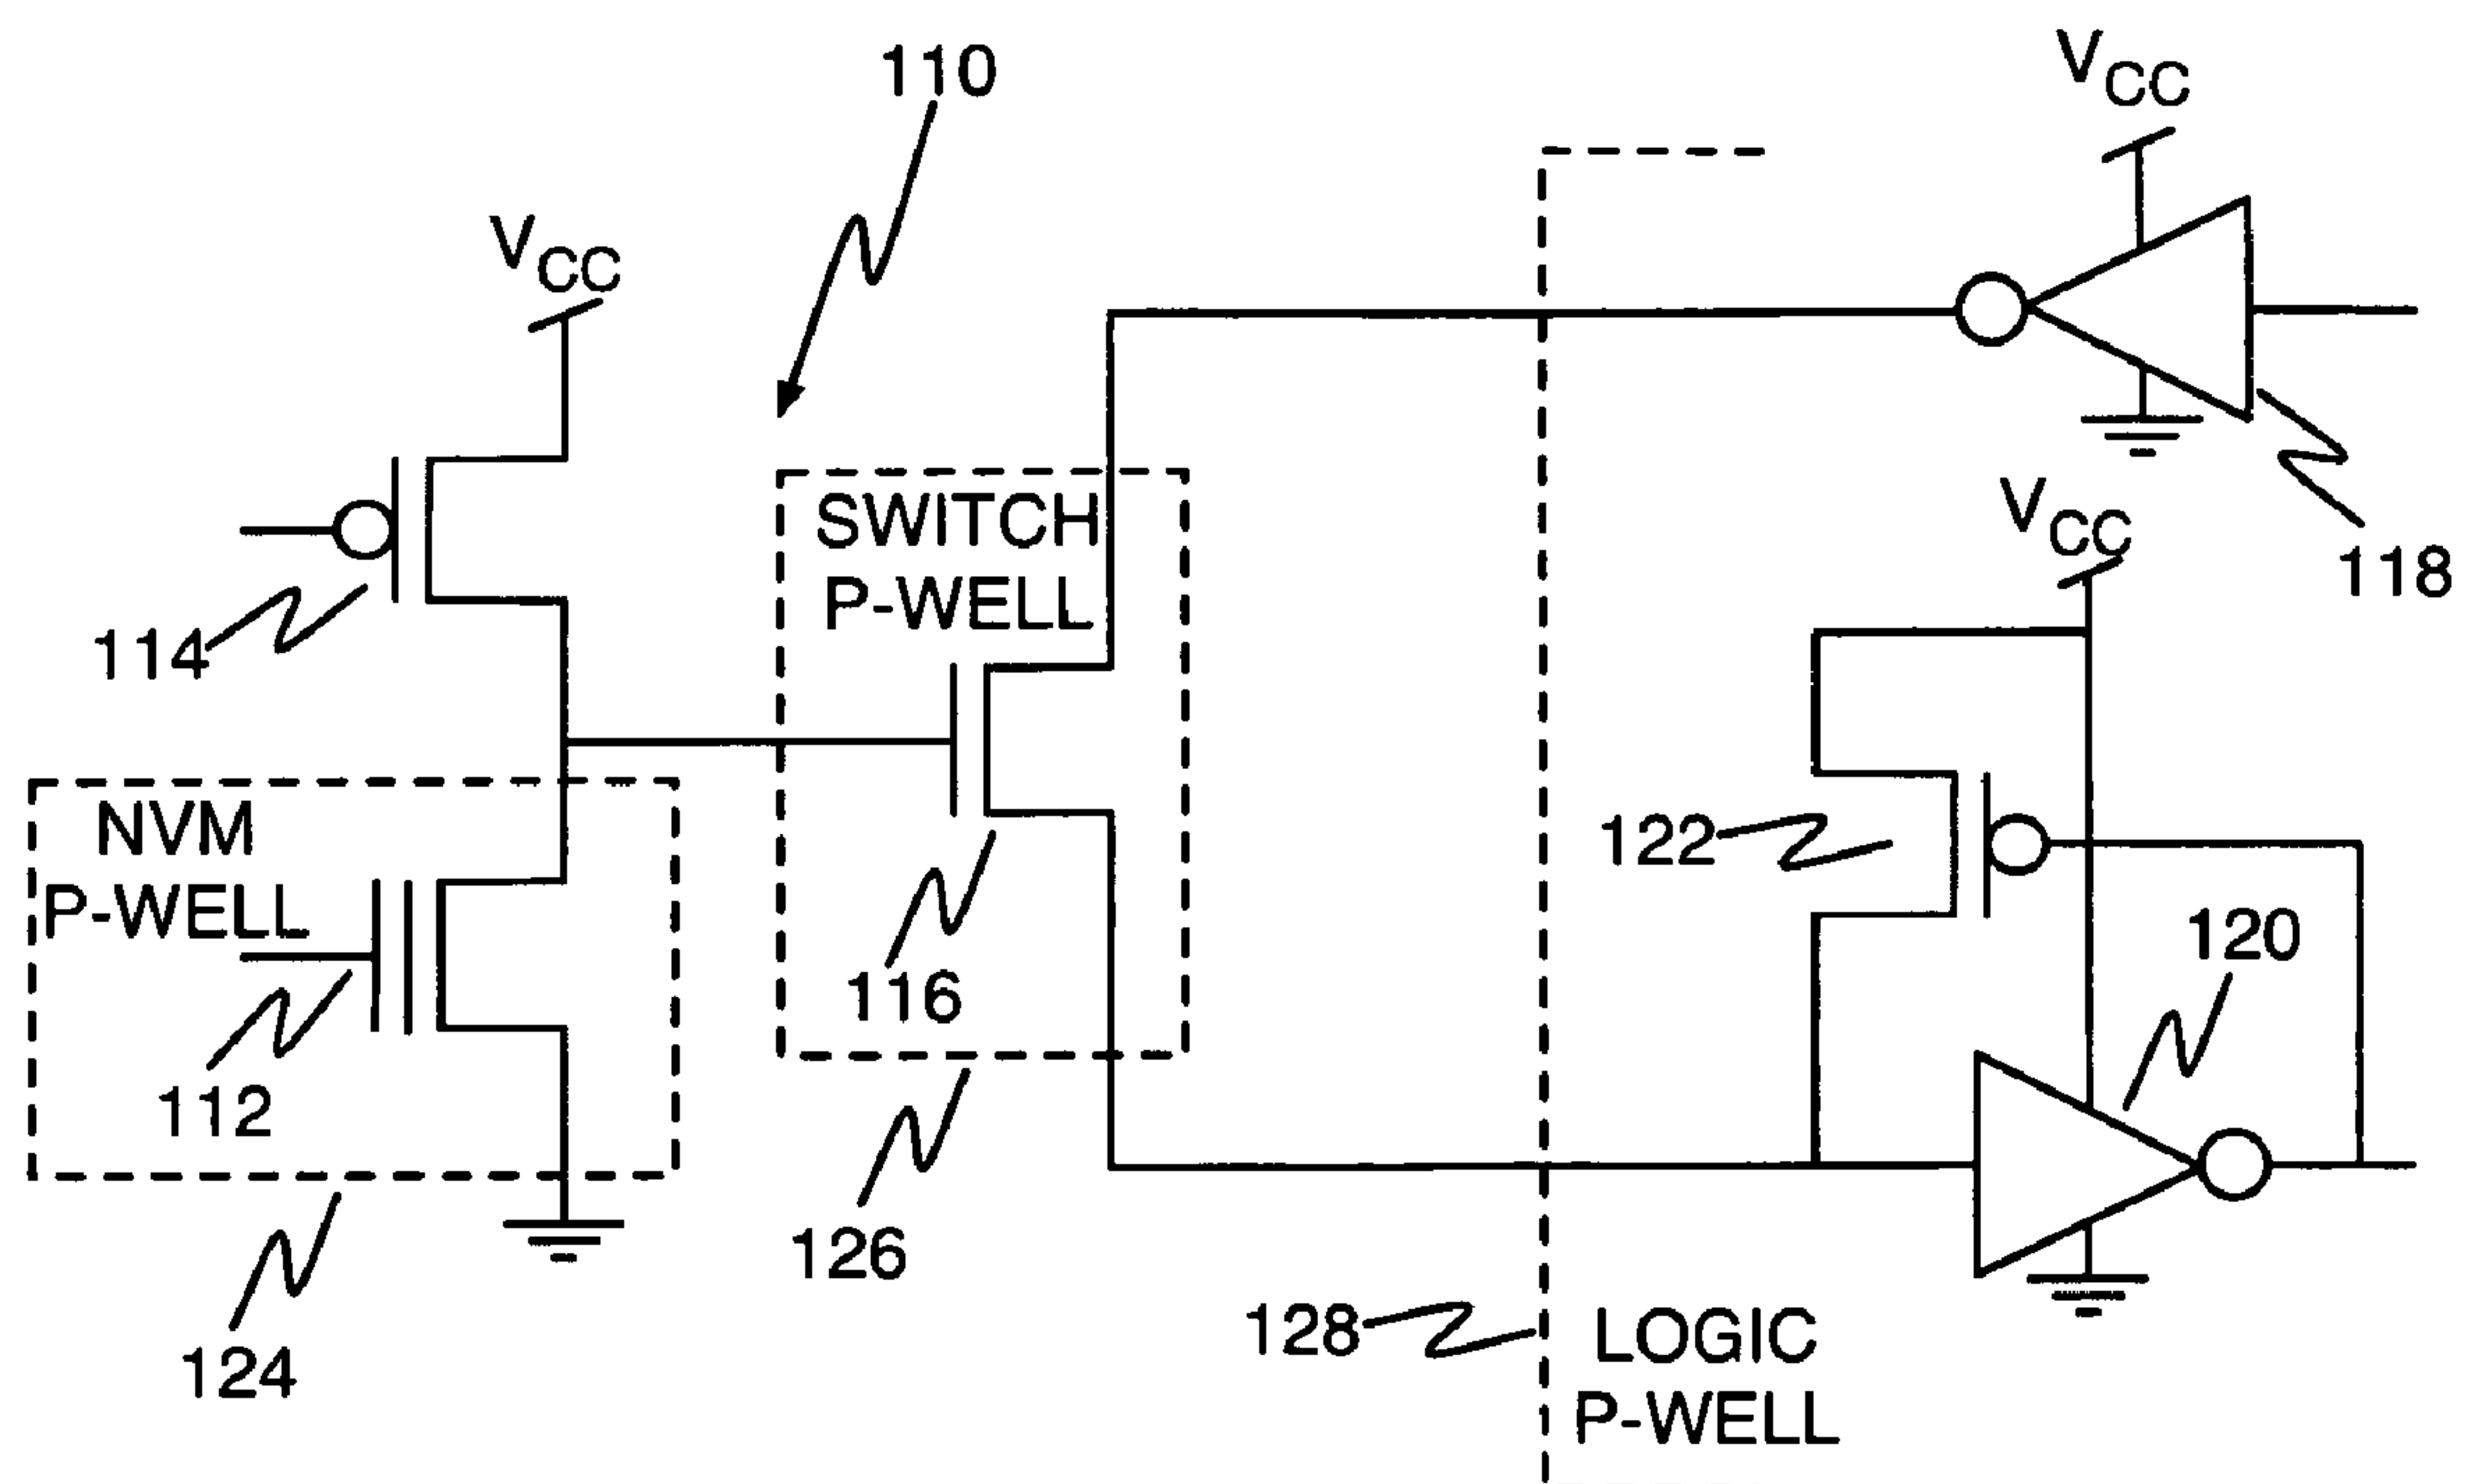 110
VCC
VCC
SWITCH
P-WELL
VCC
118
114
NVM
P-WELL
122
120
116
112
126
128
LOGIC
P-WELL
124